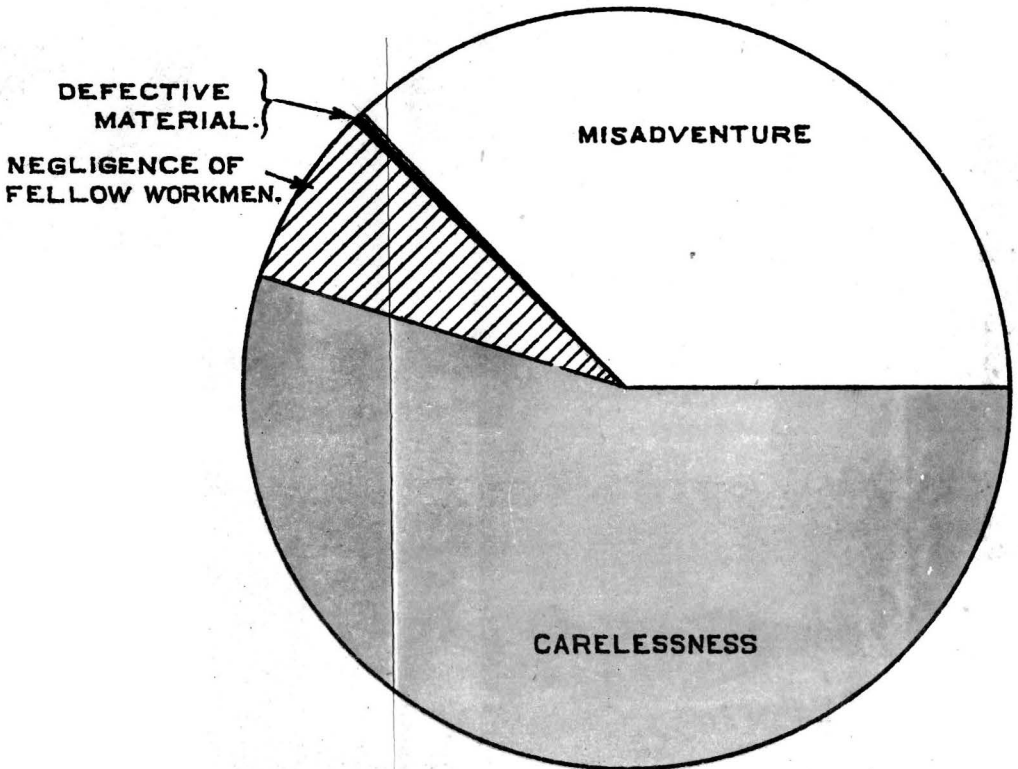 DEFECTIVE
MATERIAL.
NEGLIGENCE OF
FELLOW WORKMEN.
MISADVENTURE
CARELESSNESS